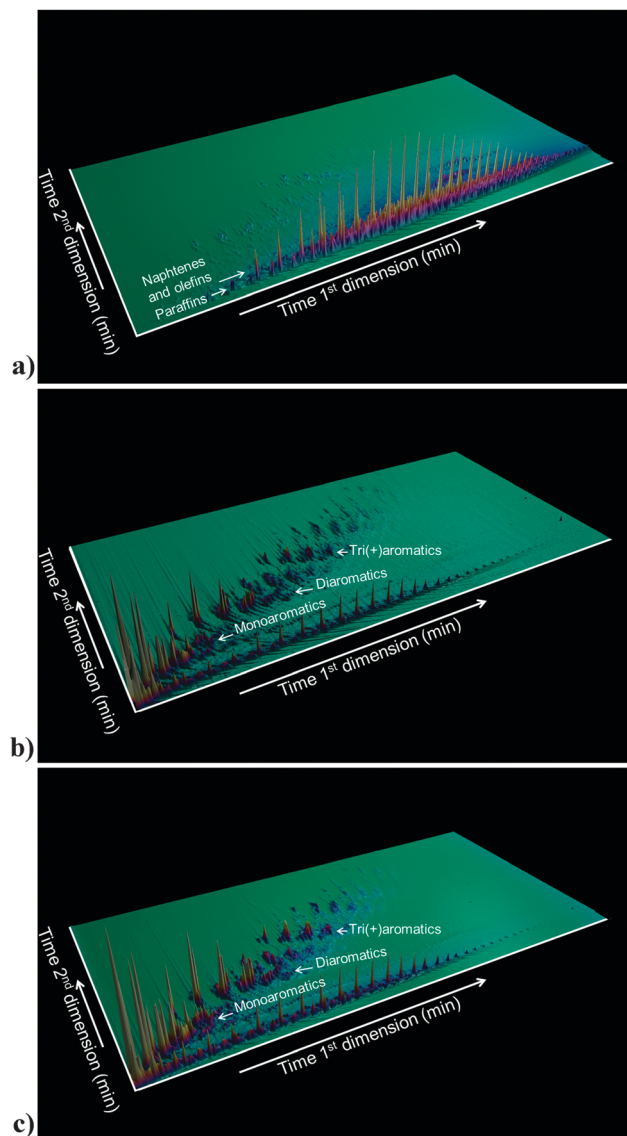 Time 2nd dimension (min)
Naphtenes
and olefins
Paraffins
Time 1st dimension (min)
a)
Tri(+)aromatics
Diaromatics
Monoaromatics
Time 2nd dimension (min)
Time 1st dimension (min)
b)
Tri(+)aromatics
Diaromatics
Monoaromatics
Time 2nd dimension (min)
Time 1st dimension (min)
c)